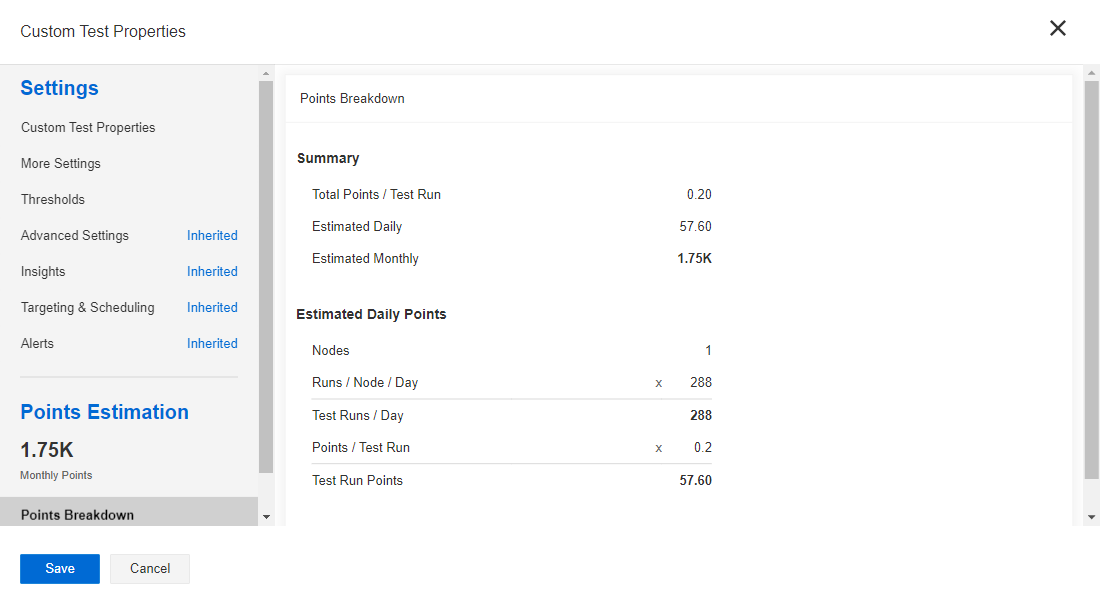 Custom Test Properties
Settings
Custom Test Properties
More Settings
Thresholds
Advanced Settings Inherited
Insights Inherited
Targeting & Scheduling Inherited
Alerts Inherited
Points Estimation
1.75K
Monthly Points
Points Breakdown
Points Breakdown
Summary
Total Points / Test Run 0.20
Estimated Daily 57.60
Estimated Monthly 1.75K
Estimated Daily Points
Nodes 1
Runs / Node / Day x 288
Test Runs / Day 288
Points / Test Run x 0.2
Test Run Points 57.60
Save Cancel